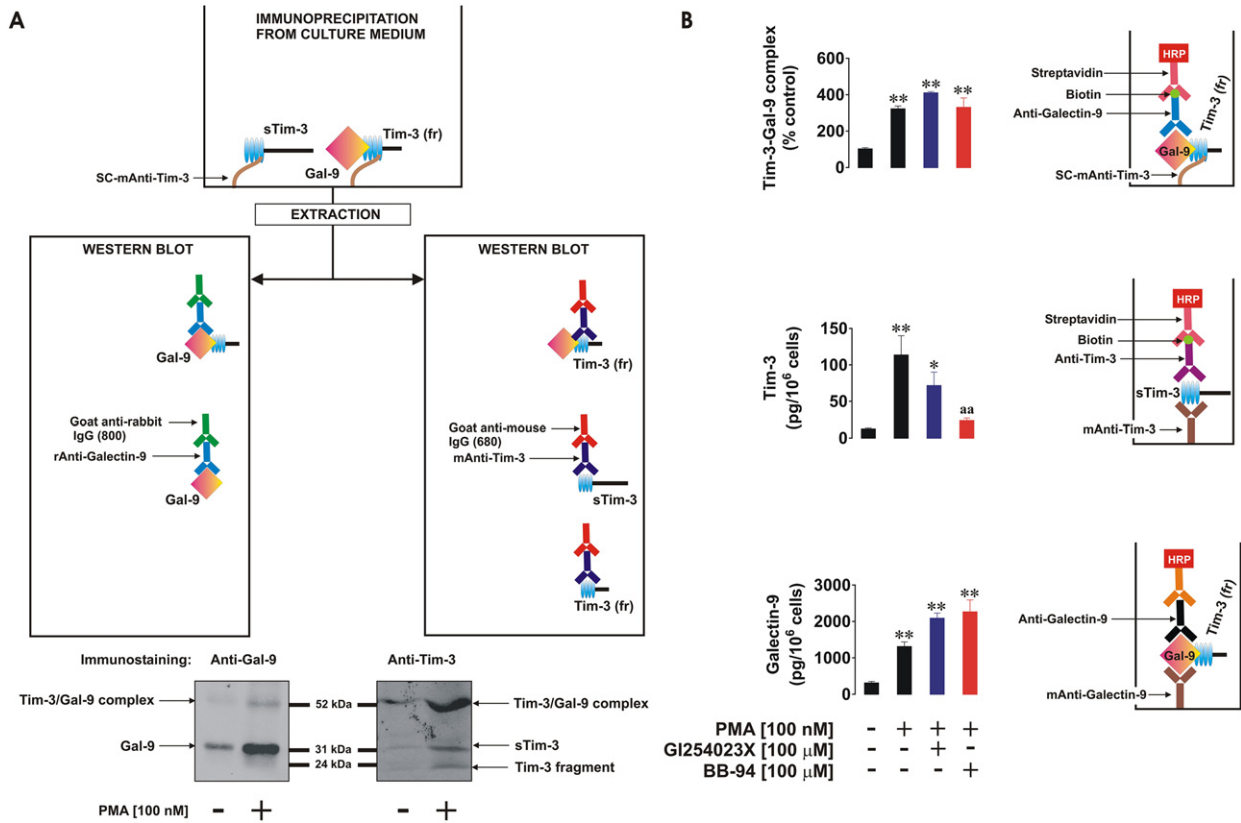 A
IMMUNOPRECIPITATION
FROM CULTURE MEDIUM
sTim-3
Tim-3 (fr)
Gal-9
SC-mAnti-Tim-3
EXTRACTION
WESTERN BLOT
Gal-9
Goat anti-rabbit
IgG (800)
rAnti-Galectin-9
Gal-9
WESTERN BLOT
Tim-3 (fr)
Goat anti-mouse
IgG (680)
mAnti-Tim-3
sTim-3
Tim-3 (fr)
Immunostaining: Anti-Gal-9 Anti-Tim-3
Tim-3/Gal-9 complex
Gal-9
52 kDa
31 kDa
24 kDa
Tim-3/Gal-9 complex
sTim-3
Tim-3 fragment
PMA [100 nM] - + - +
B
Tim-3-Gal-9 complex
(% control)
600
400
200
0
** ** **
HRP
Streptavidin
Biotin
Anti-Galectin-9
Tim-3 (fr)
Gal-9
SC-mAnti-Tim-3
Tim-3
(pg/10⁶ cells)
150
100
50
0
** * aa
HRP
Streptavidin
Biotin
Anti-Tim-3
sTim-3
mAnti-Tim-3
Galectin-9
(pg/10⁶ cells)
3000
2000
1000
0
** ** **
HRP
Anti-Galectin-9
Tim-3 (fr)
Gal-9
mAnti-Galectin-9
PMA [100 nM] - + + +
GI254023X [100 µM] - - + -
BB-94 [100 µM] - - - +